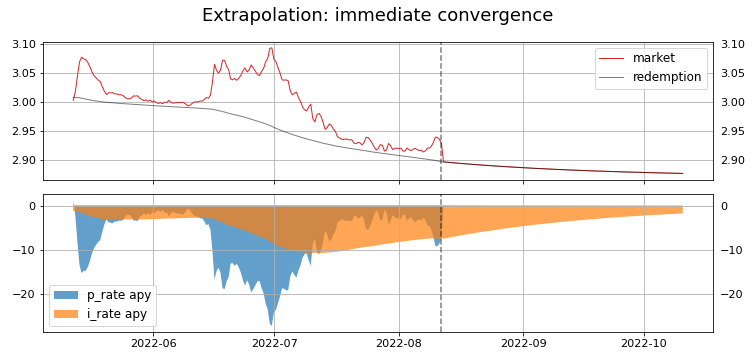 Extrapolation: immediate convergence
3.10 3.10
3.05 3.05
3.00 3.00
2.95 2.95
2.90 2.90
market
redemption
0 0
−10 −10
−20 −20
p_rate apy
i_rate apy
2022-06 2022-07 2022-08 2022-09 2022-10